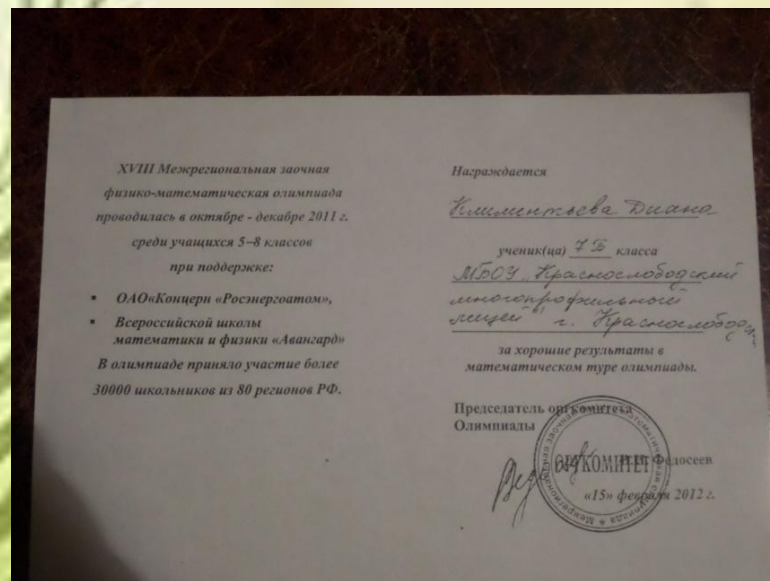 XVIII Межрегиональная заочная
физико-математическая олимпиада
проводилась в октябре - декабре 2011 г.
среди учащихся 5–8 классов
при поддержке:
▪ ОАО«Концерн «Росэнергоатом»,
▪ Всероссийской школы
математики и физики «Авангард»
В олимпиаде приняло участие более
30000 школьников из 80 регионов РФ.
Награждается
Климентьева Диана
ученик(ца) 7 Б класса
МБОУ „Краснослободский
многопрофильный
лицей" г. Краснослободск
за хорошие результаты в
математическом туре олимпиады.
Председатель оргкомитета
Олимпиады
ОРГКОМИТЕТ
Федосеев
«15» февраля 2012 г.